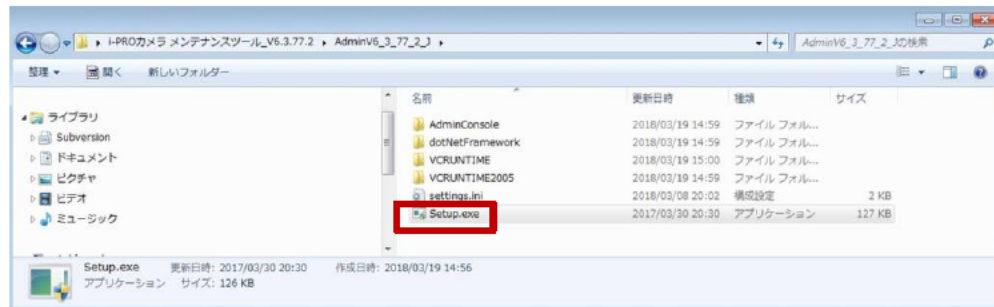 i-PROカメラ メンテナンスツール_V6.3.77.2 AdminV6_3_77_2_J AdminV6_3_77_2_Jの検索
整理 開く 新しいフォルダー
名前 更新日時 種類 サイズ
ライブラリ
Subversion
ドキュメント
ピクチャ
ビデオ
ミュージック
AdminConsole 2018/03/19 14:59 ファイル フォル...
dotNetFramework 2018/03/19 14:59 ファイル フォル...
VCRUNTIME 2018/03/19 15:00 ファイル フォル...
VCRUNTIME2005 2018/03/19 14:59 ファイル フォル...
settings.ini 2018/03/08 20:02 構成設定 2 KB
Setup.exe 2017/03/30 20:30 アプリケーション 127 KB
Setup.exe 更新日時: 2017/03/30 20:30 作成日時: 2018/03/19 14:56
アプリケーション サイズ: 126 KB